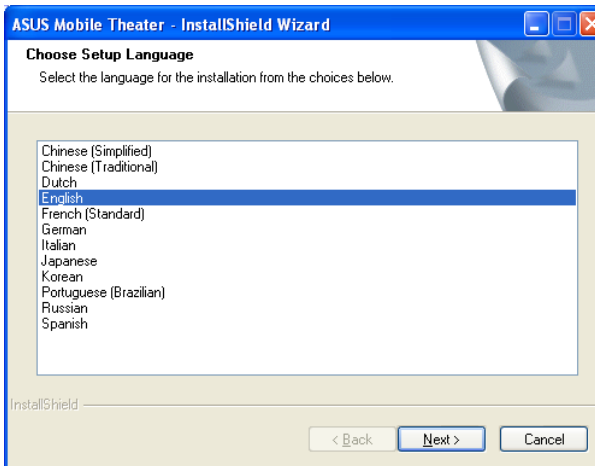 ASUS Mobile Theater - InstallShield Wizard
Choose Setup Language
Select the language for the installation from the choices below.
Chinese (Simplified)
Chinese (Traditional)
Dutch
English
French (Standard)
German
Italian
Japanese
Korean
Portuguese (Brazilian)
Russian
Spanish
InstallShield
< Back
Next >
Cancel